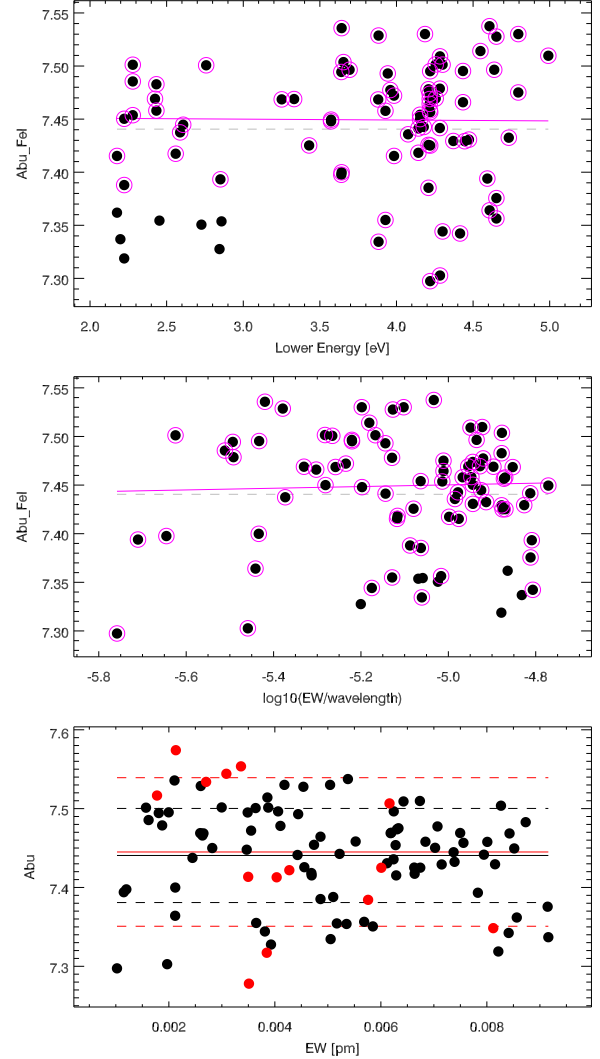 7.55
7.50
7.45
7.40
7.35
7.30
Abu_FeI
2.0 2.5 3.0 3.5 4.0 4.5 5.0
Lower Energy [eV]
7.55
7.50
7.45
7.40
7.35
7.30
Abu_FeI
-5.8 -5.6 -5.4 -5.2 -5.0 -4.8
log10(EW/wavelength)
7.6
7.5
7.4
7.3
Abu
0.002 0.004 0.006 0.008
EW [pm]